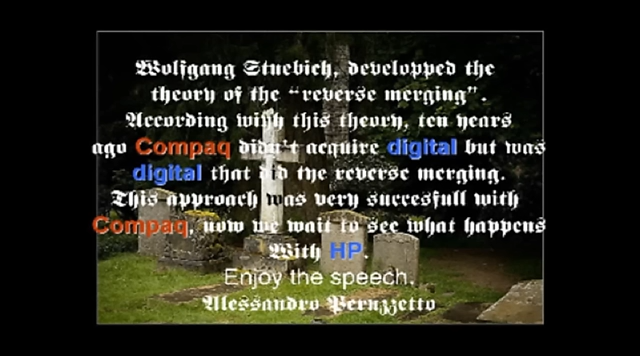 Wolfgang Stuebich, developped the
theory of the “reverse merging”.
According with this theory, ten years
ago Compaq didn't acquire digital but was
digital that did the reverse merging.
This approach was very succesfull with
Compaq, now we wait to see what happens
With HP.
Enjoy the speech.
Alessandro Peruzzetto